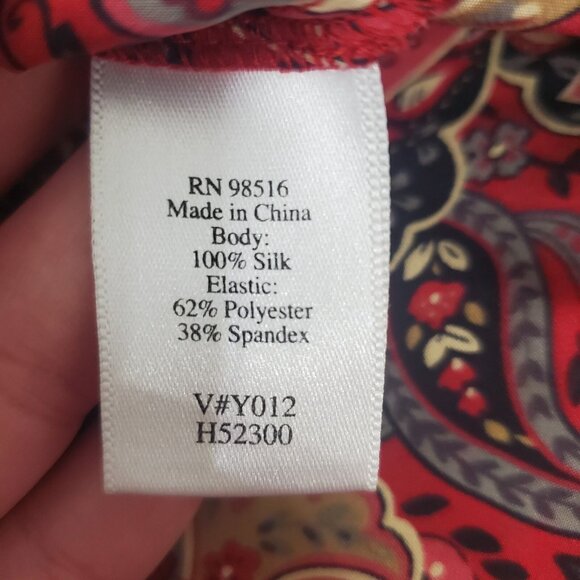 RN 98516
Made in China
Body:
100% Silk
Elastic:
62% Polyester
38% Spandex
V#Y012
H52300